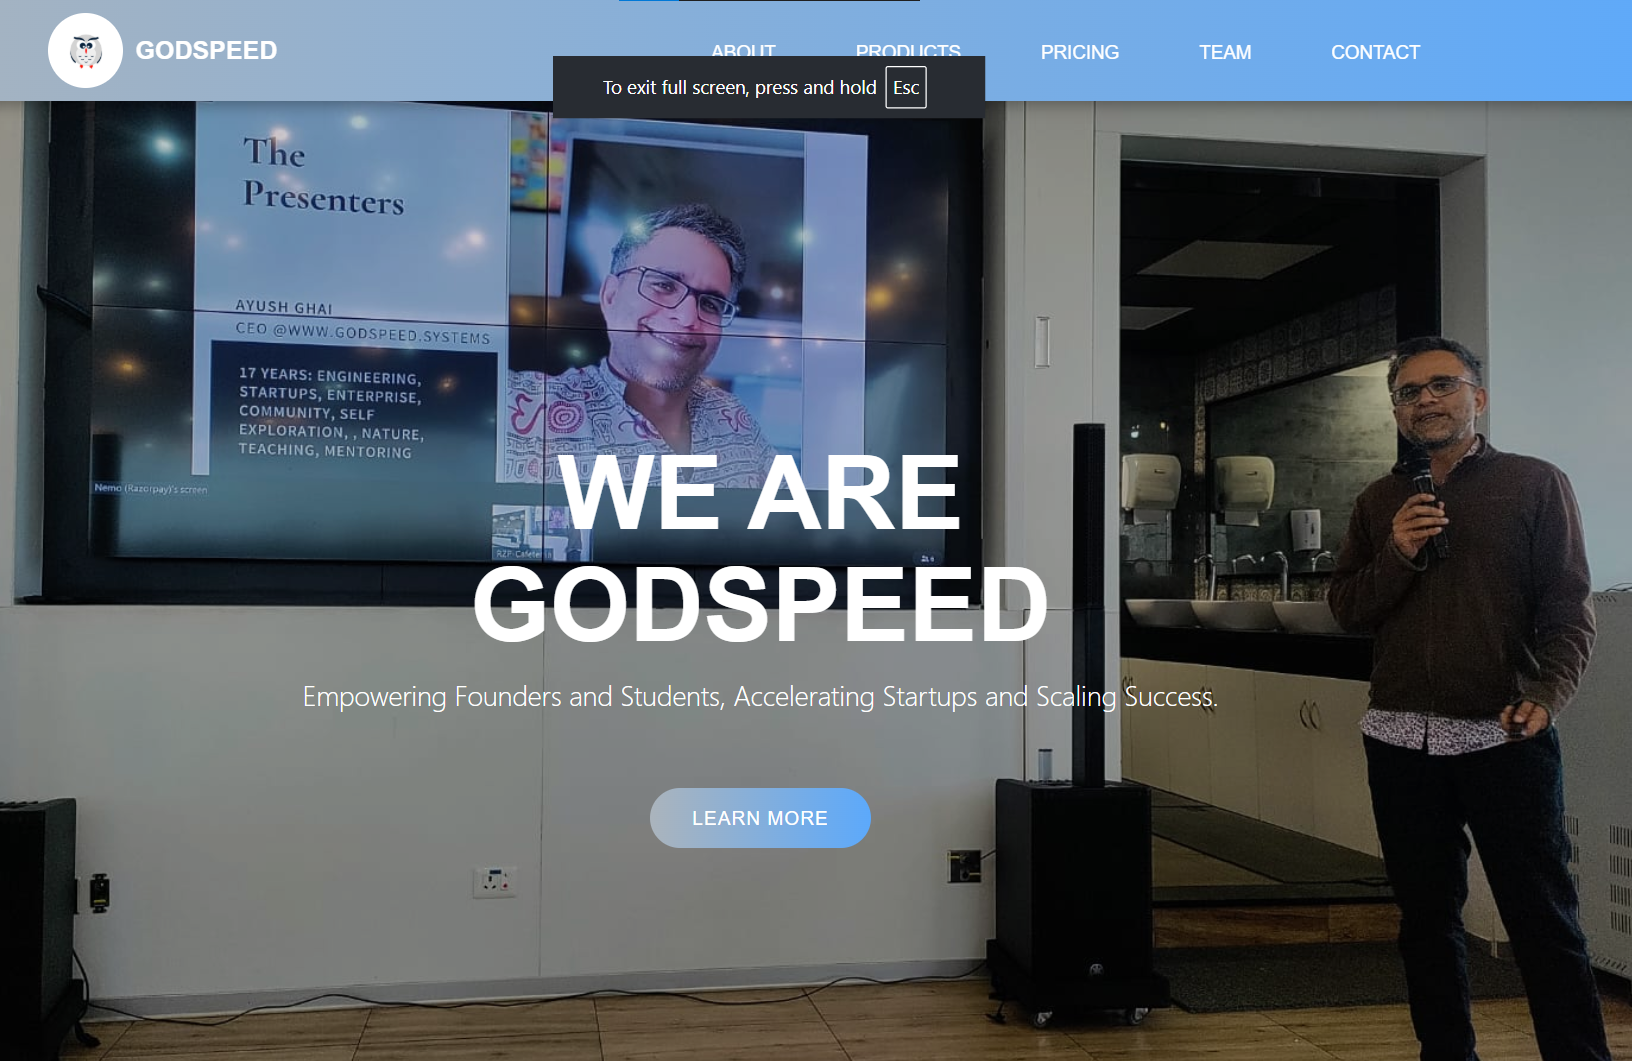 GODSPEED
ABOUT
PRODUCTS
PRICING
TEAM
CONTACT
To exit full screen, press and hold Esc
The
Presenters
AYUSH GHAI
CEO @WWW.GODSPEED.SYSTEMS
17 YEARS: ENGINEERING,
STARTUPS, ENTERPRISE,
COMMUNITY, SELF
EXPLORATION, , NATURE,
TEACHING, MENTORING
Nemo (Razorpay)'s screen
RZP-Cafeteria
WE ARE
GODSPEED
Empowering Founders and Students, Accelerating Startups and Scaling Success.
LEARN MORE